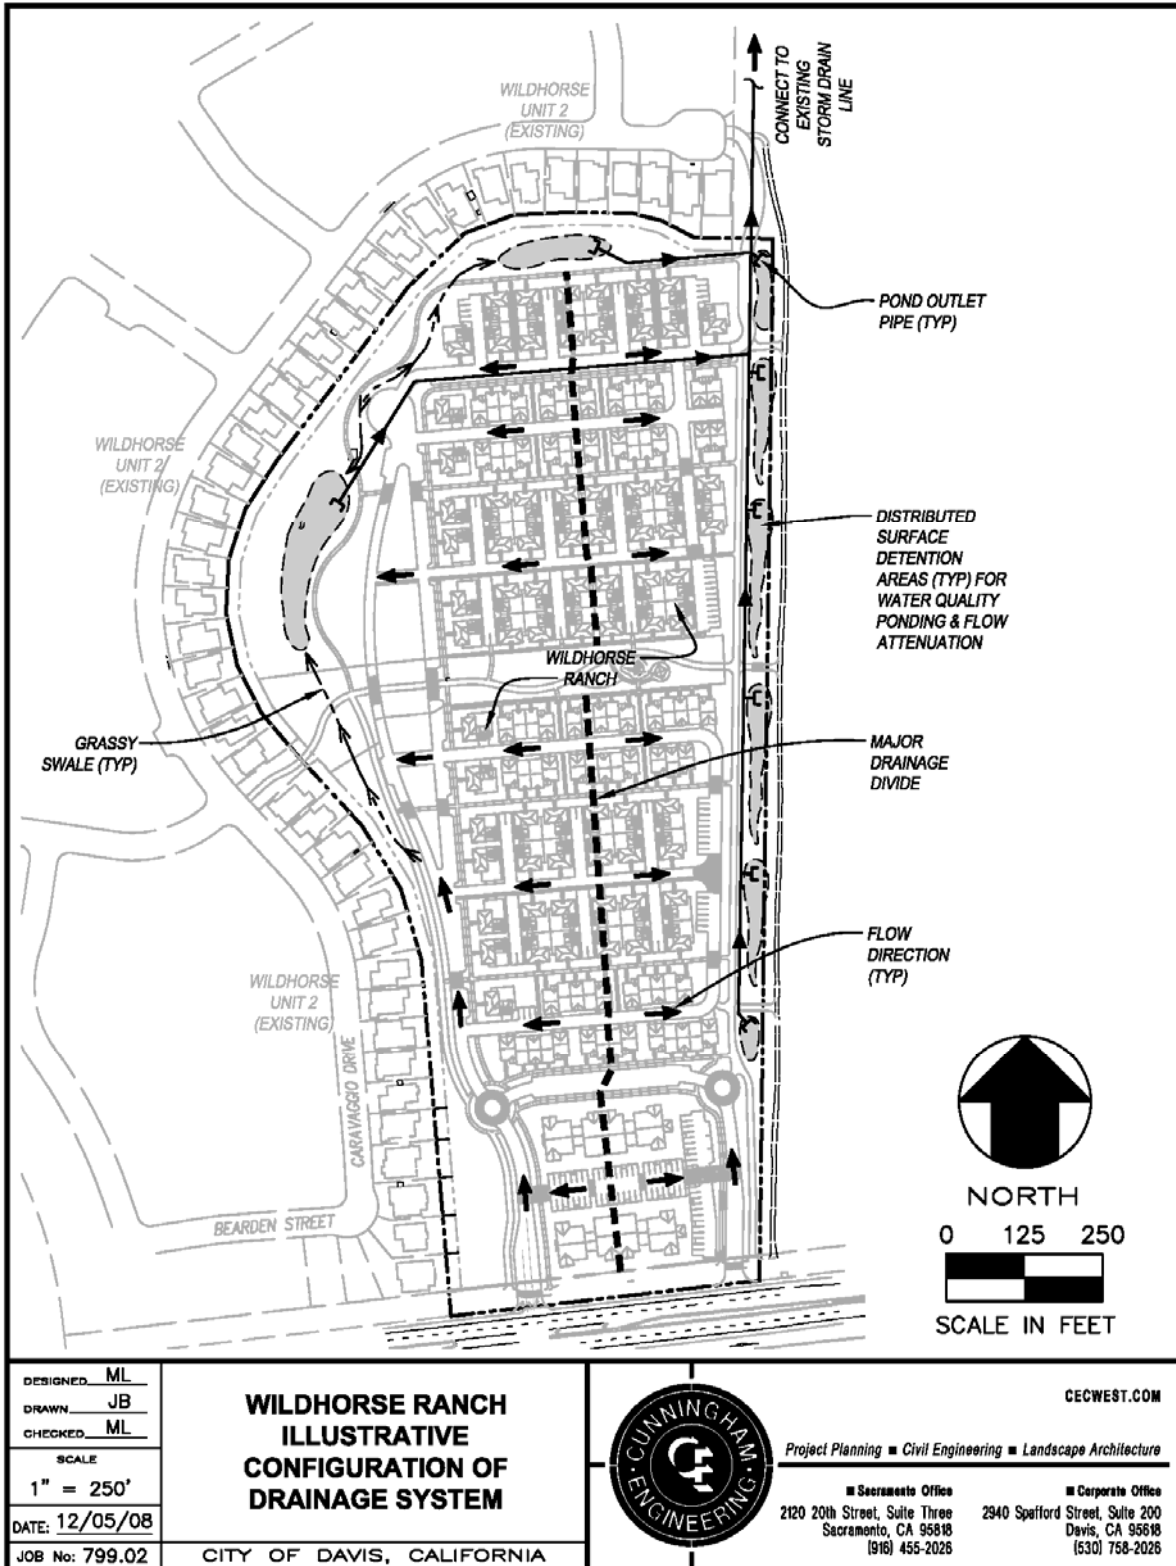 WILDHORSE
UNIT 2
(EXISTING)
CONNECT TO
EXISTING
STORM DRAIN
LINE
POND OUTLET
PIPE (TYP)
WILDHORSE
UNIT 2
(EXISTING)
DISTRIBUTED
SURFACE
DETENTION
AREAS (TYP) FOR
WATER QUALITY
PONDING & FLOW
ATTENUATION
WILDHORSE
RANCH
GRASSY
SWALE (TYP)
MAJOR
DRAINAGE
DIVIDE
FLOW
DIRECTION
(TYP)
WILDHORSE
UNIT 2
(EXISTING)
CARAVAGGIO DRIVE
BEARDEN STREET
NORTH
0 125 250
SCALE IN FEET
DESIGNED ML
DRAWN JB
CHECKED ML
SCALE
1" = 250'
DATE: 12/05/08
JOB No: 799.02
WILDHORSE RANCH
ILLUSTRATIVE
CONFIGURATION OF
DRAINAGE SYSTEM
CITY OF DAVIS, CALIFORNIA
CUNNINGHAM
ENGINEERING
CECWEST.COM
Project Planning ■ Civil Engineering ■ Landscape Architecture
■ Sacramento Office
2120 20th Street, Suite Three
Sacramento, CA 95818
(916) 455-2026
■ Corporate Office
2940 Spafford Street, Suite 200
Davis, CA 95618
(530) 758-2026